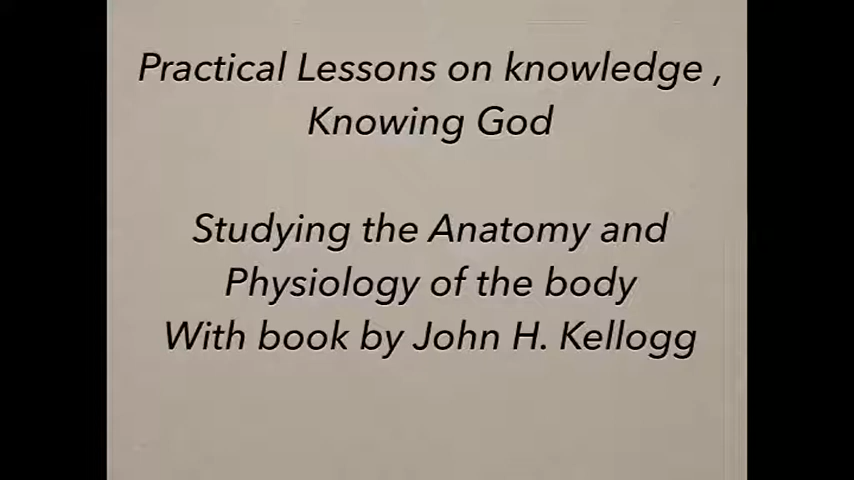 Practical Lessons on knowledge ,
Knowing God
Studying the Anatomy and
Physiology of the body
With book by John H. Kellogg